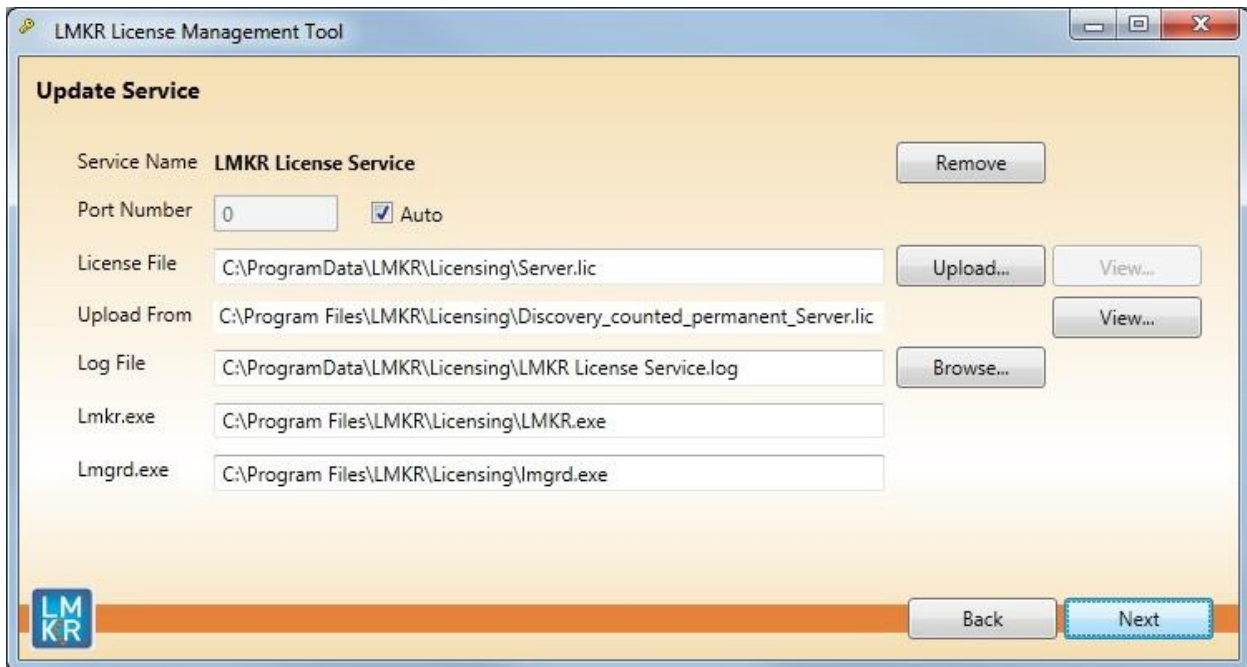 LMKR License Management Tool
Update Service
Service Name LMKR License Service Remove
Port Number 0 Auto
License File C:\ProgramData\LMKR\Licensing\Server.lic Upload... View...
Upload From C:\Program Files\LMKR\Licensing\Discovery_counted_permanent_Server.lic View...
Log File C:\ProgramData\LMKR\Licensing\LMKR License Service.log Browse...
Lmkr.exe C:\Program Files\LMKR\Licensing\LMKR.exe
Lmgrd.exe C:\Program Files\LMKR\Licensing\lmgrd.exe
LM
KR
Back Next